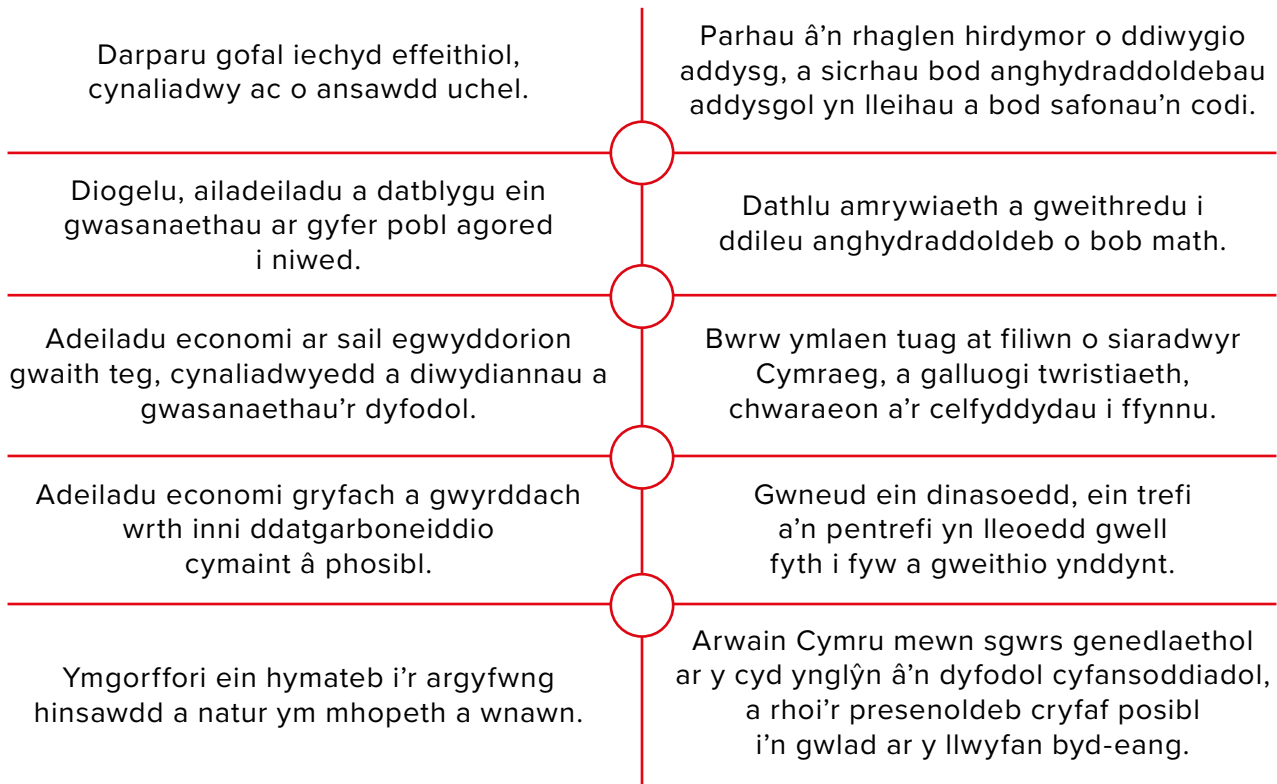 Darparu gofal iechyd effeithiol,
cynaliadwy ac o ansawdd uchel.
Parhau â'n rhaglen hirdymor o ddiwygio
addysg, a sicrhau bod anghydraddoldebau
addysgol yn lleihau a bod safonau'n codi.
Diogelu, ailadeiladu a datblygu ein
gwasanaethau ar gyfer pobl agored
i niwed.
Dathlu amrywiaeth a gweithredu i
ddileu anghydraddoldeb o bob math.
Adeiladu economi ar sail egwyddorion
gwaith teg, cynaliadwyedd a diwydiannau a
gwasanaethau'r dyfodol.
Bwrw ymlaen tuag at filiwn o siaradwyr
Cymraeg, a galluogi twristiaeth,
chwaraeon a'r celfyddydau i ffynnu.
Adeiladu economi gryfach a gwyrddach
wrth inni ddatgarboneiddio
cymaint â phosibl.
Gwneud ein dinasoedd, ein trefi
a'n pentrefi yn lleoedd gwell
fyth i fyw a gweithio ynddynt.
Ymgorffori ein hymateb i'r argyfwng
hinsawdd a natur ym mhopeth a wnawn.
Arwain Cymru mewn sgwrs genedlaethol
ar y cyd ynglŷn â'n dyfodol cyfansoddiadol,
a rhoi'r presenoldeb cryfaf posibl
i'n gwlad ar y llwyfan byd-eang.